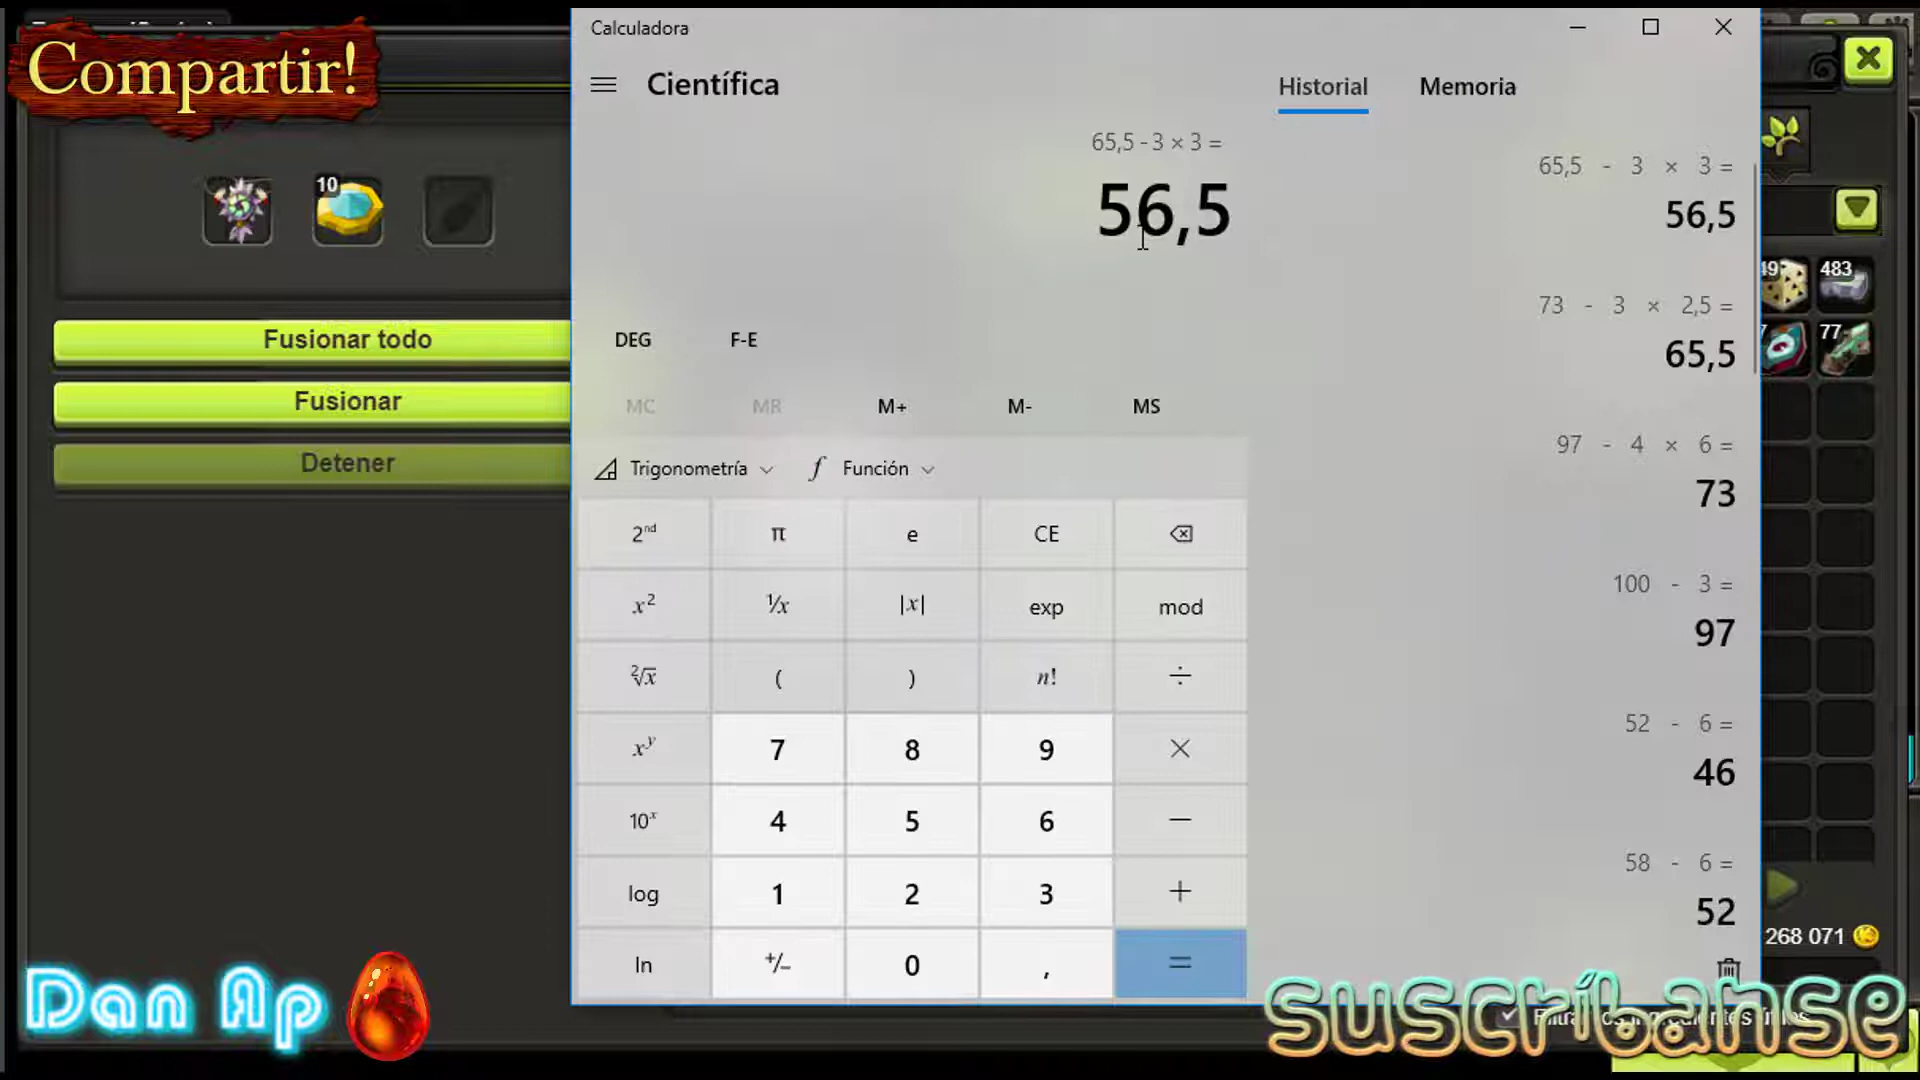 Compartir!
10
Fusionar todo
Fusionar
Detener
Dan Ap
Calculadora
Científica
65,5 - 3 × 3 =
56,5
DEG
F-E
MC MR M+ M- MS
Trigonometría
f Función
2nd π e CE
x2 1/x |x| exp mod
2√x ( ) n! ÷
xy 7 8 9 ×
10x 4 5 6 −
log 1 2 3 +
ln +/− 0 , =
Historial
Memoria
65,5 - 3 × 3 =
56,5
73 - 3 × 2,5 =
65,5
97 - 4 × 6 =
73
100 - 3 =
97
52 - 6 =
46
58 - 6 =
52
483
77
268 071
suscríbanse